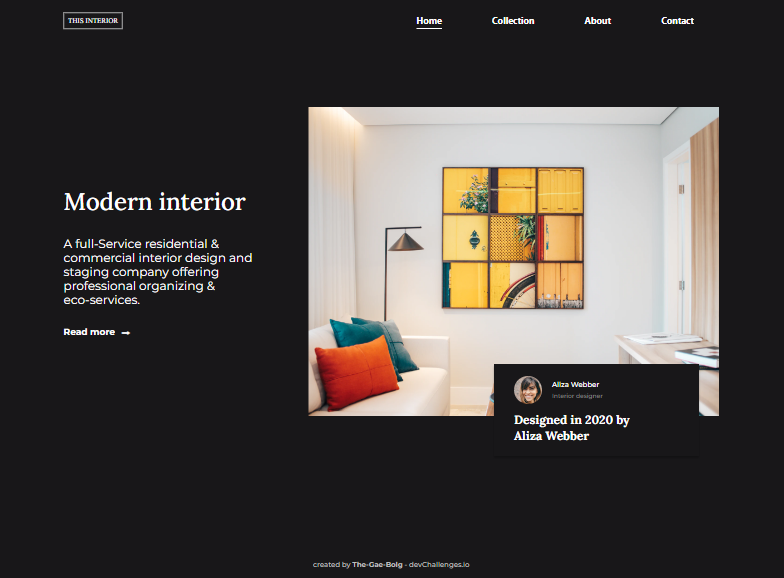 THIS INTERIOR
Home Collection About Contact
Modern interior
A full-Service residential &
commercial interior design and
staging company offering
professional organizing &
eco-services.
Read more →
Aliza Webber
Interior designer
Designed in 2020 by
Aliza Webber
created by The-Gae-Bolg - devChallenges.io